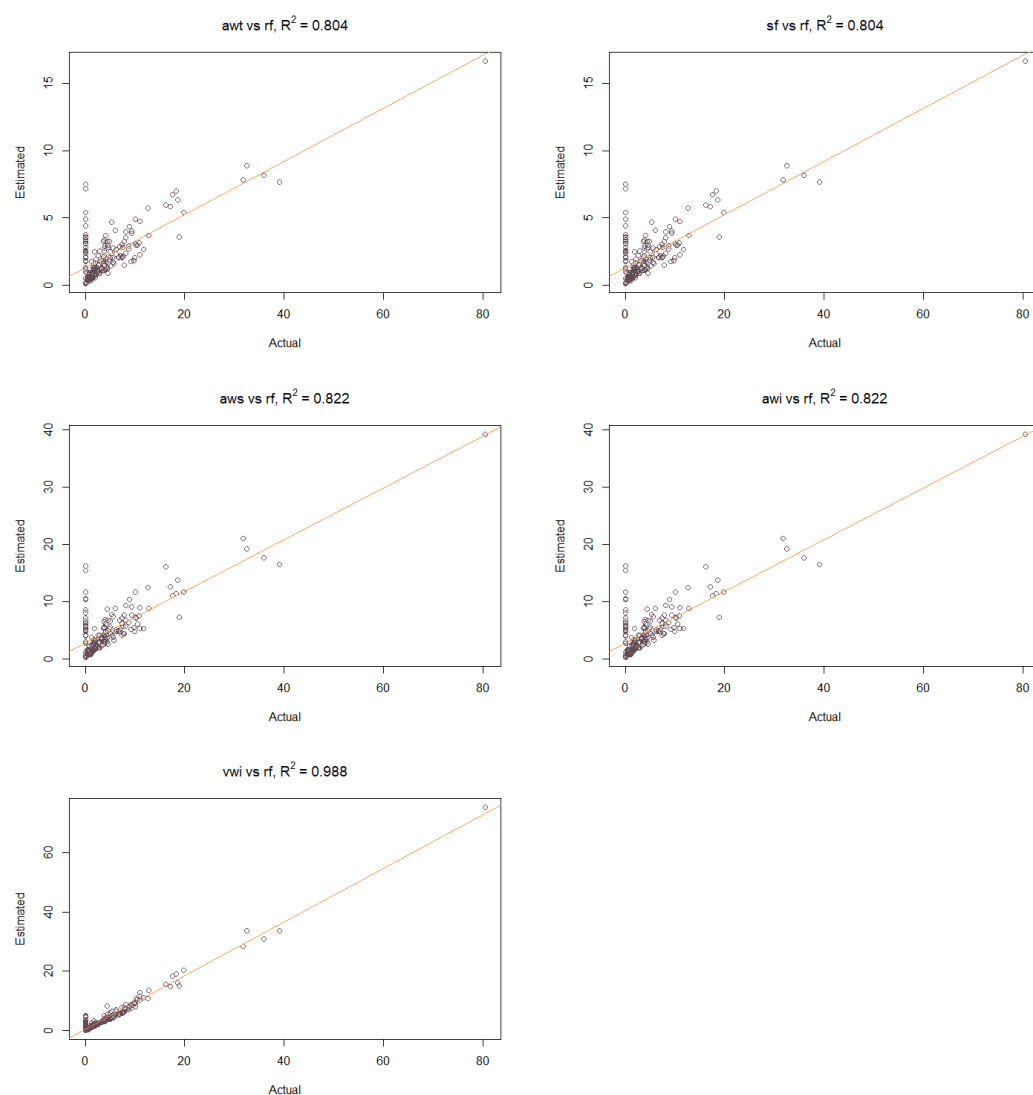 awt vs rf, R² = 0.804
Estimated
15
10
5
0
0 20 40 60 80
Actual
sf vs rf, R² = 0.804
Estimated
15
10
5
0
0 20 40 60 80
Actual
aws vs rf, R² = 0.822
Estimated
40
30
20
10
0
0 20 40 60 80
Actual
awi vs rf, R² = 0.822
Estimated
40
30
20
10
0
0 20 40 60 80
Actual
vwi vs rf, R² = 0.988
Estimated
60
40
20
0
0 20 40 60 80
Actual